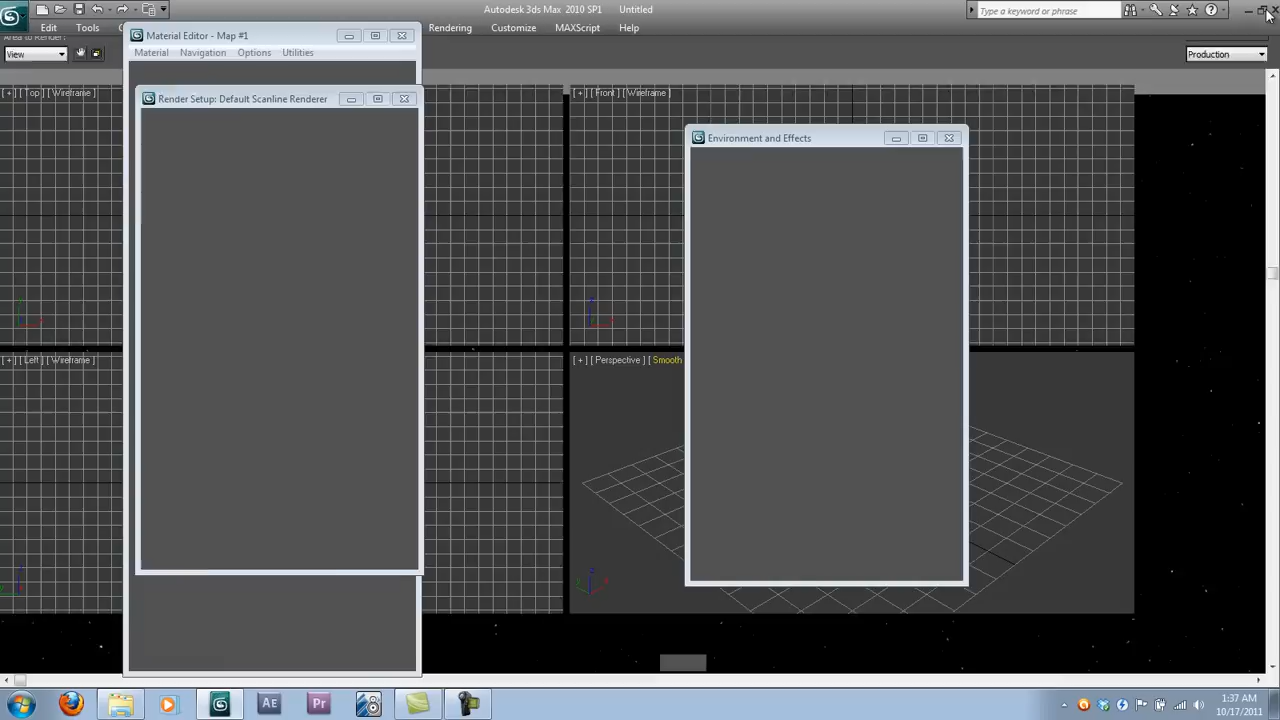 Autodesk 3ds Max 2010 SP1 Untitled
Type a keyword or phrase
Edit Tools Rendering Customize MAXScript Help
View
Production
Material Editor - Map #1
Material Navigation Options Utilities
Render Setup: Default Scanline Renderer
Environment and Effects
[ + ] [ Top ] [ Wireframe ]
[ + ] [ Front ] [ Wireframe ]
[ + ] [ Left ] [ Wireframe ]
[ + ] [ Perspective ] [ Smooth
Ae Pr
1:37 AM
10/17/2011